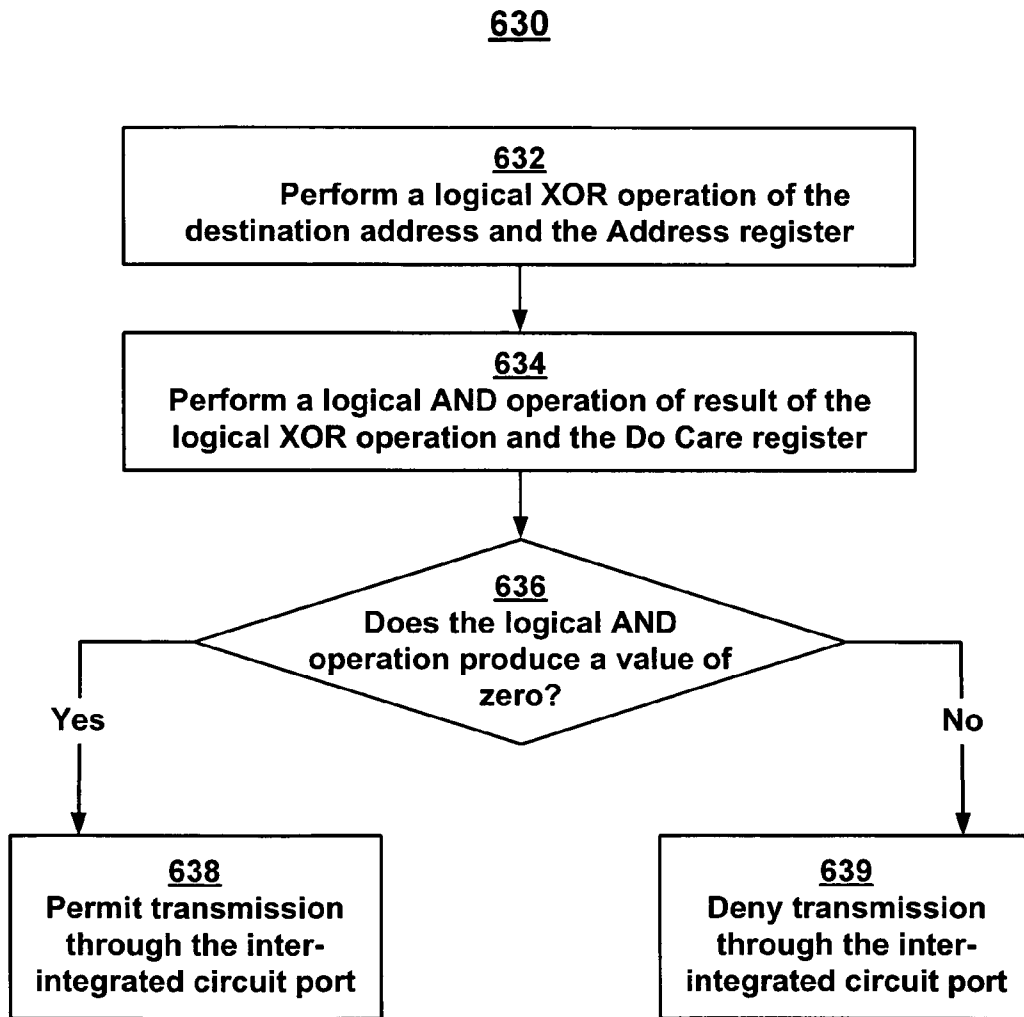 630
632
Perform a logical XOR operation of the
destination address and the Address register
634
Perform a logical AND operation of result of the
logical XOR operation and the Do Care register
636
Does the logical AND
operation produce a value of
zero?
Yes
No
638
Permit transmission
through the inter-
integrated circuit port
639
Deny transmission
through the inter-
integrated circuit port